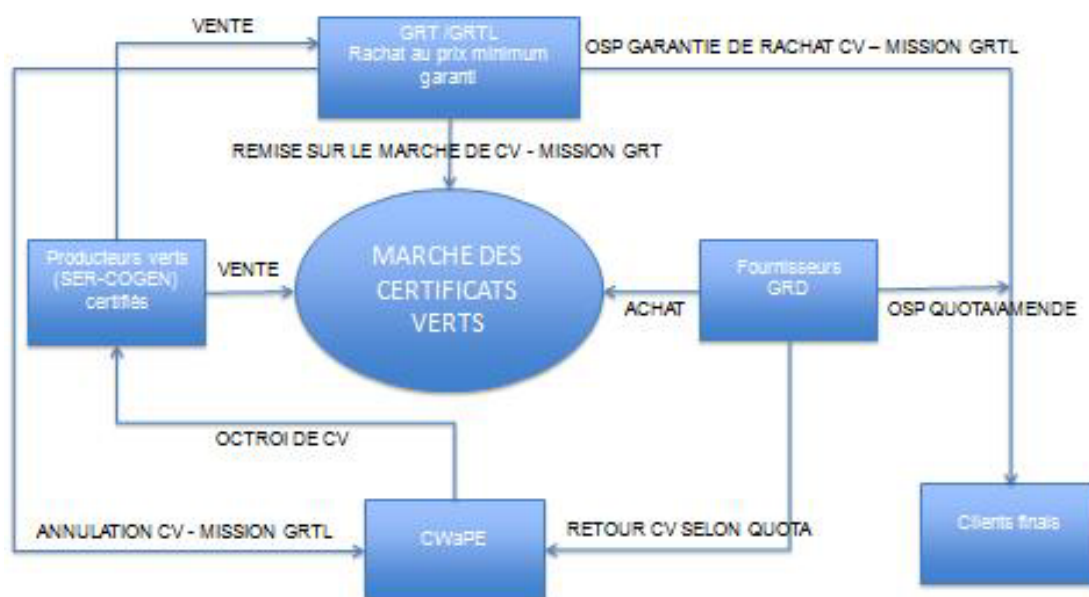 VENTE
GRT /GRTL
Rachat au prix minimum
garanti
OSP GARANTIE DE RACHAT CV – MISSION GRTL
REMISE SUR LE MARCHE DE CV - MISSION GRT
Producteurs verts
(SER-COGEN)
certifiés
VENTE
MARCHE DES
CERTIFICATS
VERTS
ACHAT
Fournisseurs
GRD
OSP QUOTA/AMENDE
OCTROI DE CV
ANNULATION CV - MISSION GRTL
CWaPE
RETOUR CV SELON QUOTA
Clients finals